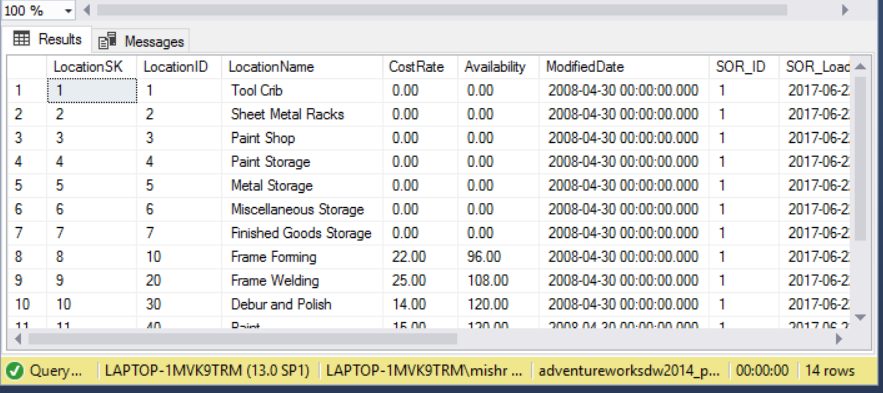 100 %
Results Messages
LocationSK LocationID LocationName CostRate Availability ModifiedDate SOR_ID SOR_Load
1 1 1 Tool Crib 0.00 0.00 2008-04-30 00:00:00.000 1 2017-06-2
2 2 2 Sheet Metal Racks 0.00 0.00 2008-04-30 00:00:00.000 1 2017-06-2
3 3 3 Paint Shop 0.00 0.00 2008-04-30 00:00:00.000 1 2017-06-2
4 4 4 Paint Storage 0.00 0.00 2008-04-30 00:00:00.000 1 2017-06-2
5 5 5 Metal Storage 0.00 0.00 2008-04-30 00:00:00.000 1 2017-06-2
6 6 6 Miscellaneous Storage 0.00 0.00 2008-04-30 00:00:00.000 1 2017-06-2
7 7 7 Finished Goods Storage 0.00 0.00 2008-04-30 00:00:00.000 1 2017-06-2
8 8 10 Frame Forming 22.00 96.00 2008-04-30 00:00:00.000 1 2017-06-2
9 9 20 Frame Welding 25.00 108.00 2008-04-30 00:00:00.000 1 2017-06-2
10 10 30 Debur and Polish 14.00 120.00 2008-04-30 00:00:00.000 1 2017-06-2
11 11 40 Paint 15.00 120.00 2008-04-30 00:00:00.000 1 2017-06-2
Query... LAPTOP-1MVK9TRM (13.0 SP1) LAPTOP-1MVK9TRM\mishr ... adventureworksdw2014_p... 00:00:00 14 rows